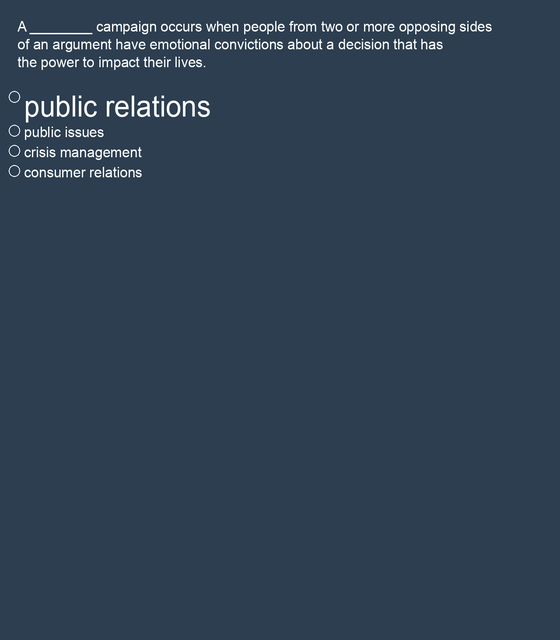 A ________ campaign occurs when people from two or more opposing sides
of an argument have emotional convictions about a decision that has
the power to impact their lives.
public relations
public issues
crisis management
consumer relations